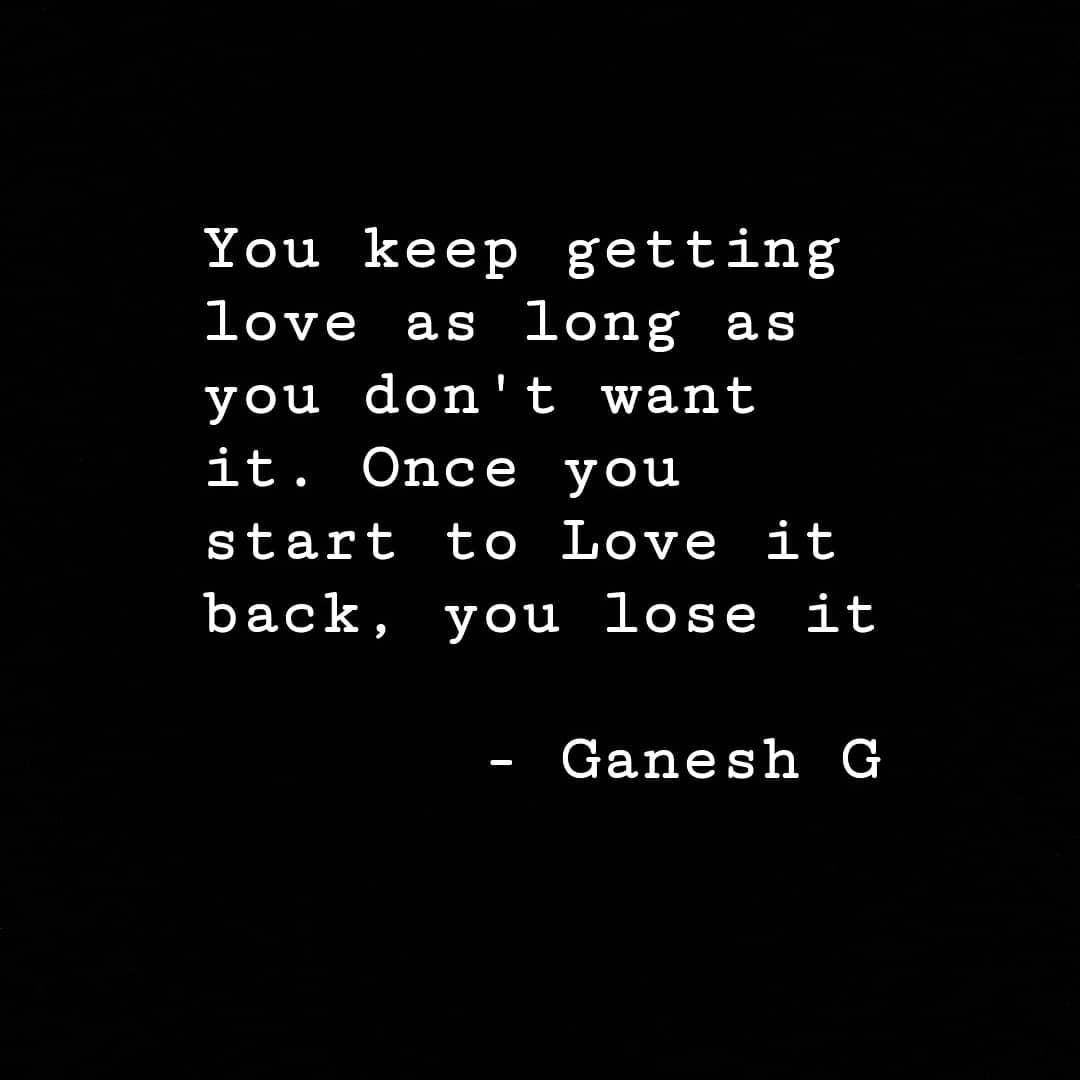 You keep getting
love as long as
you don't want
it. Once you
start to Love it
back, you lose it
- Ganesh G